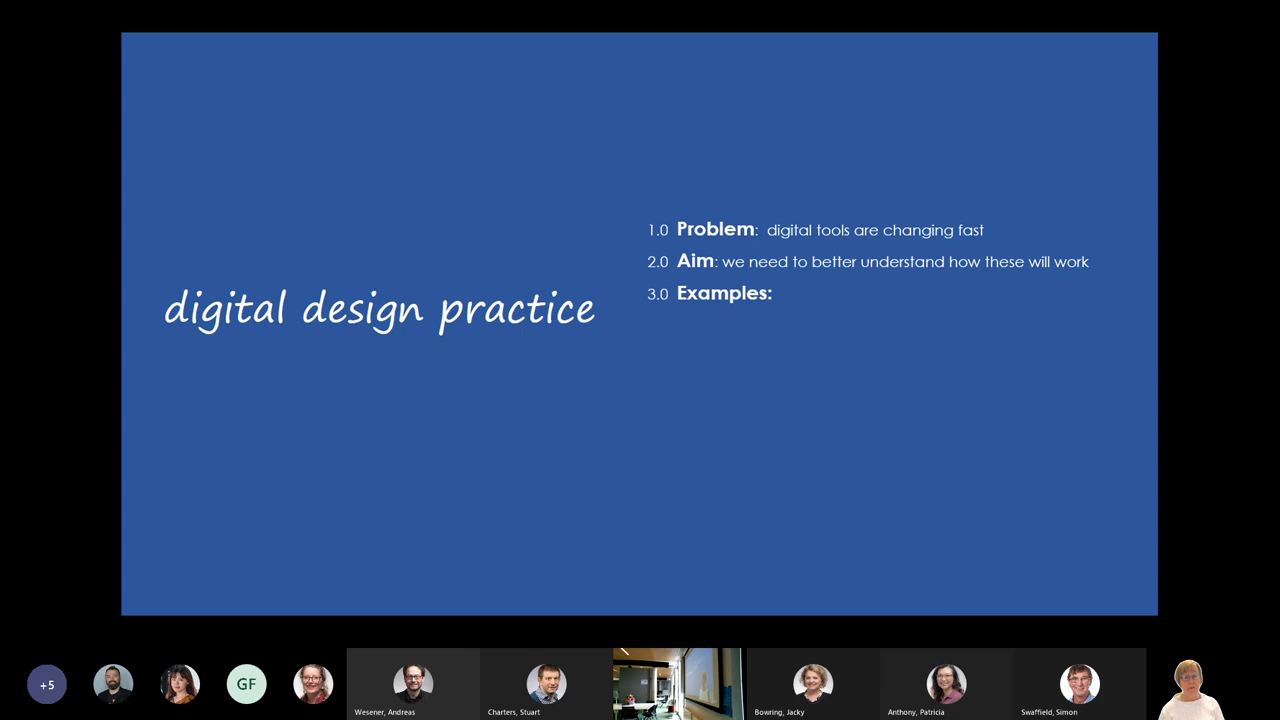 digital design practice
1.0 Problem: digital tools are changing fast
2.0 Aim: we need to better understand how these will work
3.0 Examples:
+5
GF
Wesener, Andreas
Charters, Stuart
Bowring, Jacky
Anthony, Patricia
Swaffield, Simon